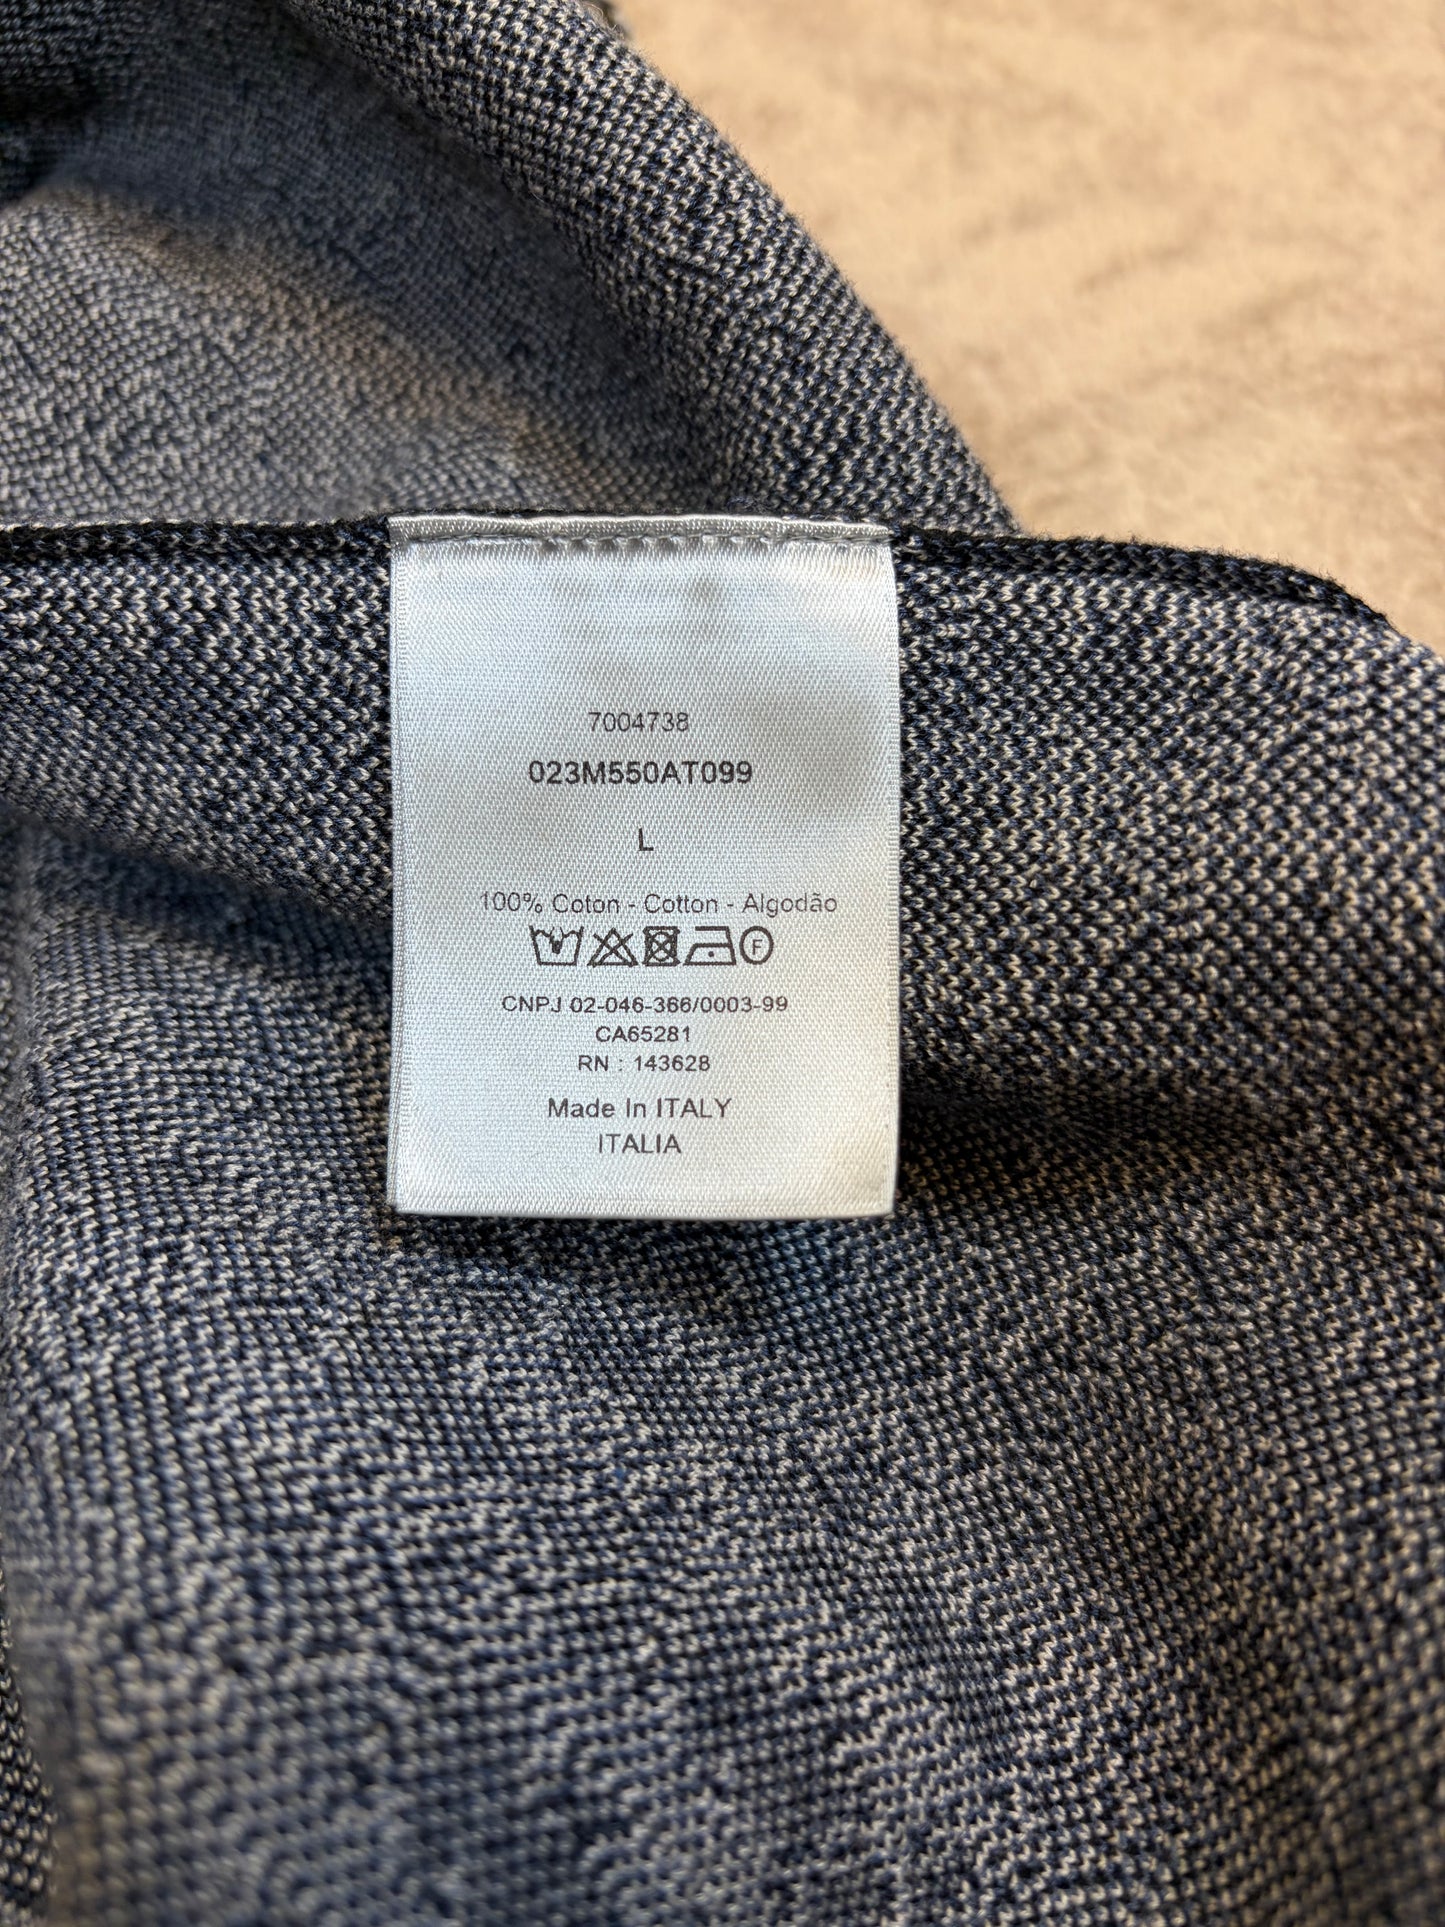 7004738
023M550AT099
L
100% Coton - Cotton - Algodão
F
CNPJ 02-046-366/0003-99
CA65281
RN : 143628
Made In ITALY
ITALIA